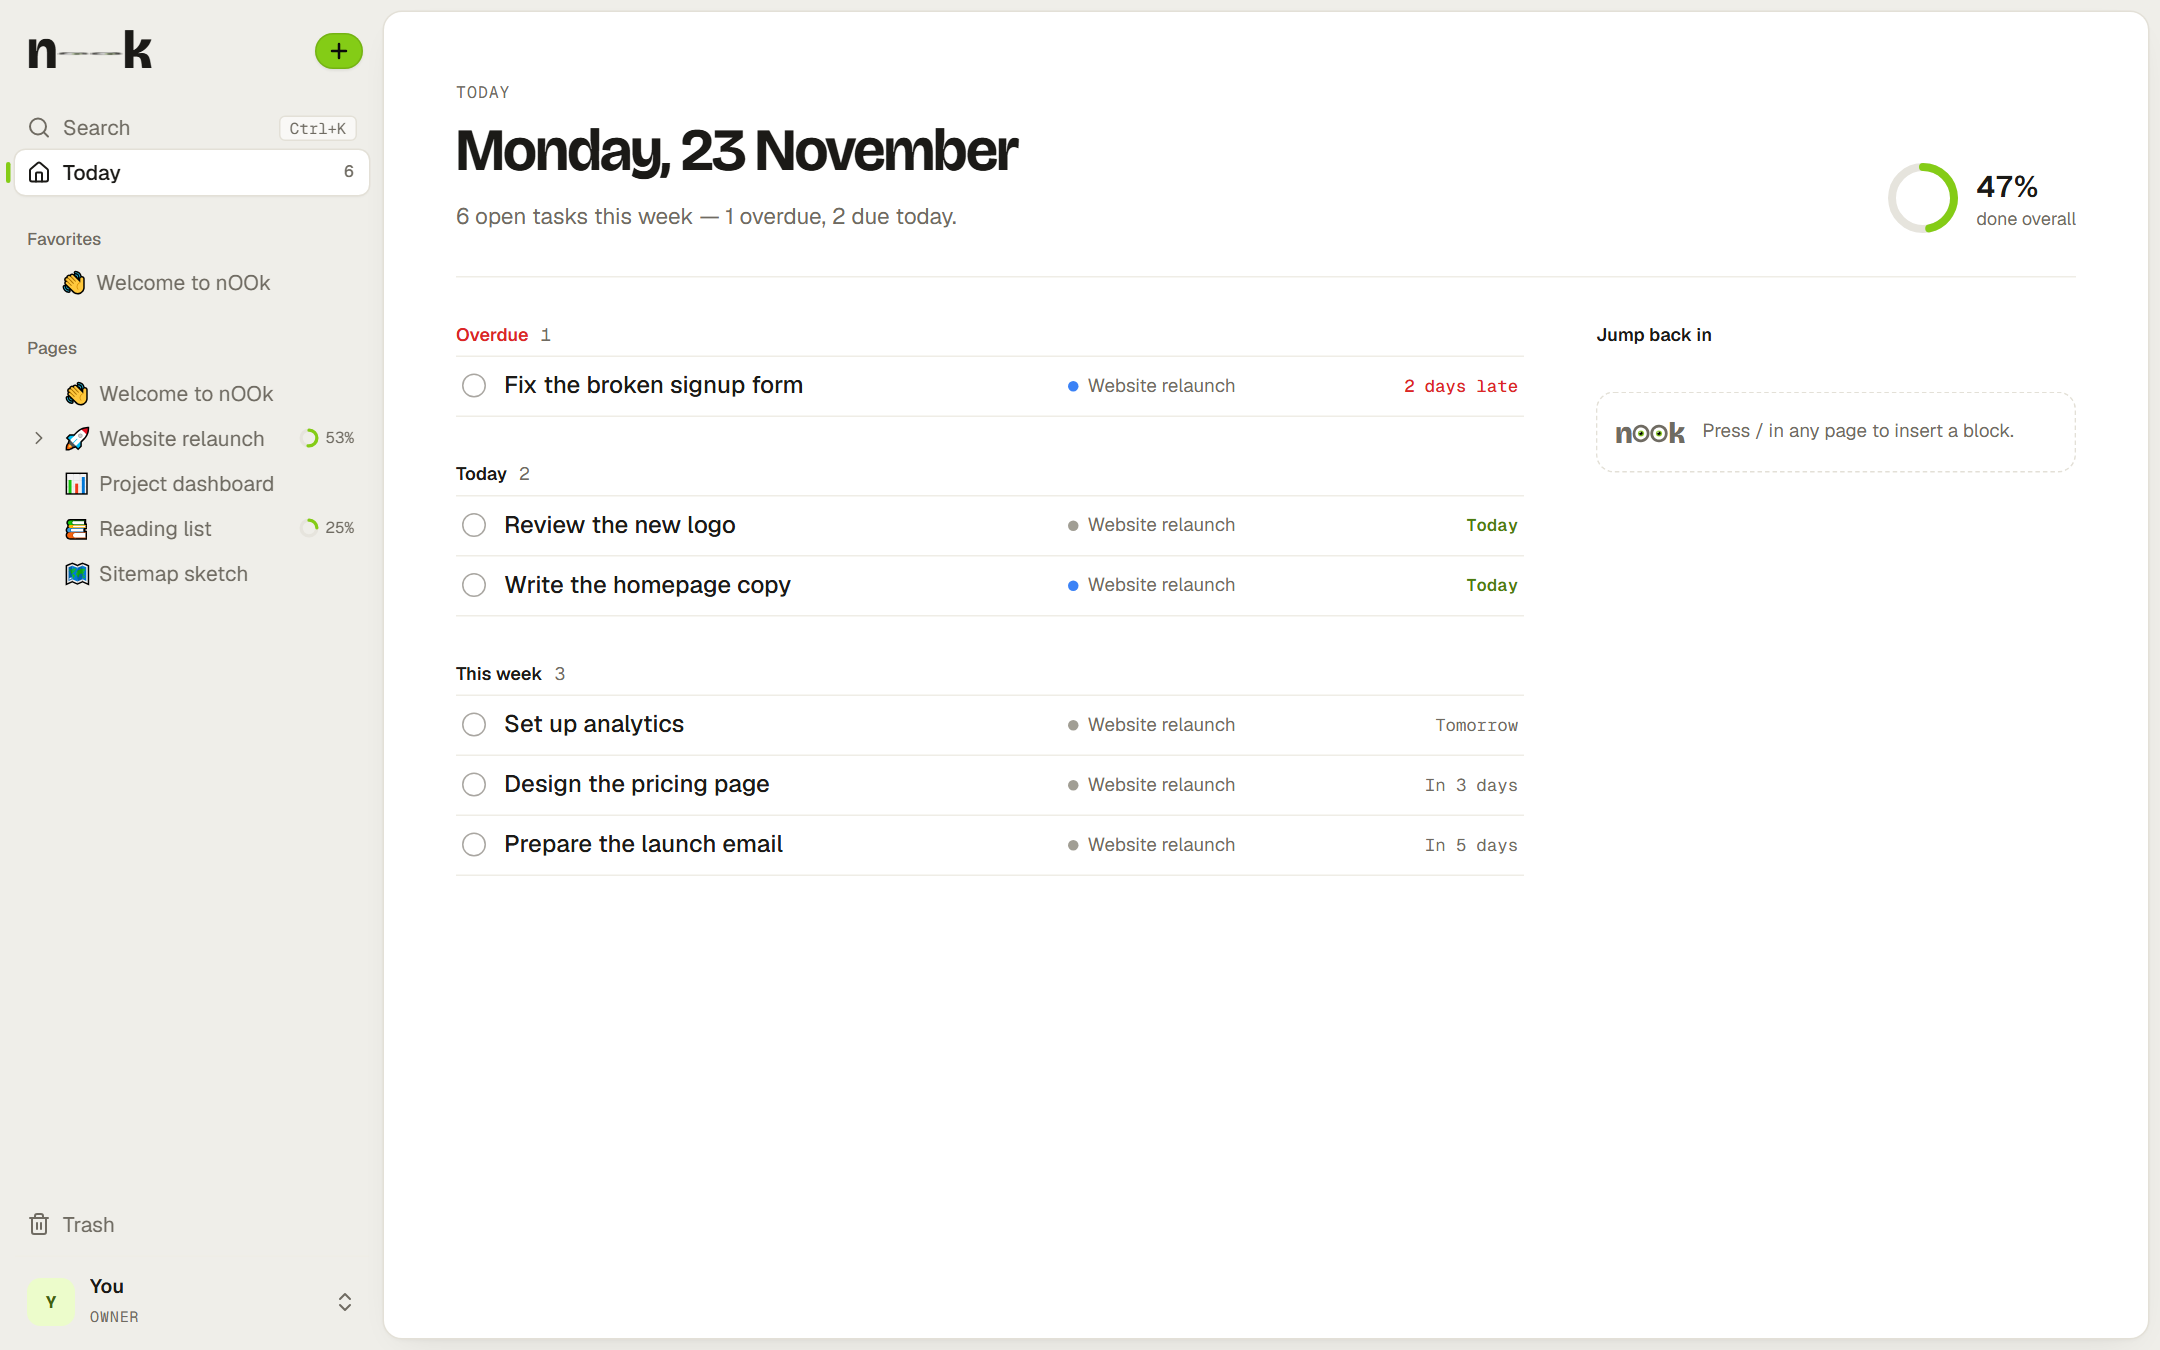 nook
Search Ctrl+K
Today 6
Favorites
Welcome to nOOk
Pages
Welcome to nOOk
Website relaunch 53%
Project dashboard
Reading list 25%
Sitemap sketch
Trash
Y
You
OWNER
TODAY
Monday, 23 November
6 open tasks this week — 1 overdue, 2 due today.
47%
done overall
Overdue 1
Fix the broken signup form Website relaunch 2 days late
Today 2
Review the new logo Website relaunch Today
Write the homepage copy Website relaunch Today
This week 3
Set up analytics Website relaunch Tomorrow
Design the pricing page Website relaunch In 3 days
Prepare the launch email Website relaunch In 5 days
Jump back in
nook Press / in any page to insert a block.